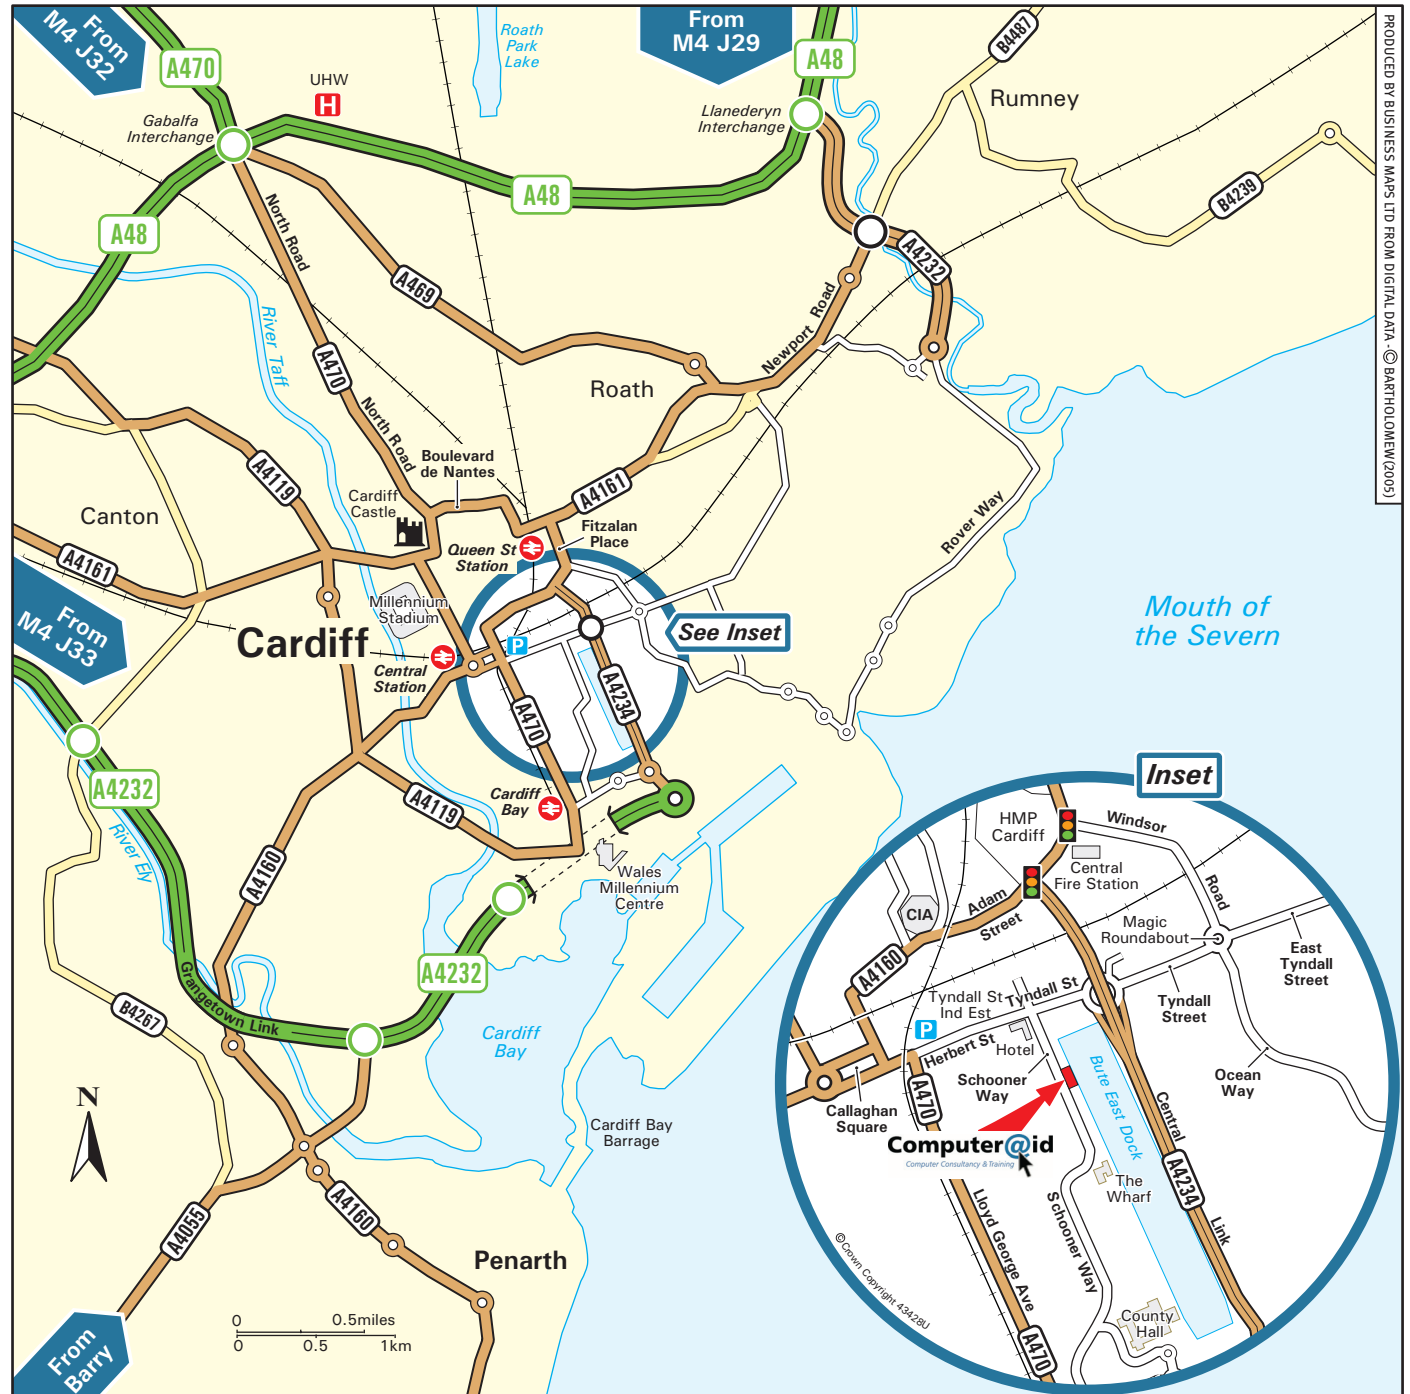 From
M4 J32
A470
UHW
H
Roath
Park
Lake
From
M4 J29
A48
B4487
Rumney
Gabalfa
Interchange
Llanederyn
Interchange
A48
A48
B4239
North Road
A469
A4232
River Taff
A470
Newport Road
Roath
North Road
Boulevard
de Nantes
A4119
Cardiff
Castle
A4161
Canton
Fitzalan
Place
Queen St
Station
Rover Way
A4161
From
M4 J33
Millennium
Stadium
Cardiff
Central
Station
P
See Inset
Mouth of
the Severn
A4234
A470
A4232
A4119
Cardiff
Bay
River Ely
A4160
Wales
Millennium
Centre
A4232
Grangetown Link
B4267
Cardiff
Bay
N
Cardiff Bay
Barrage
A4055
A4160
Penarth
0 0.5miles
0 0.5 1km
From
Barry
Inset
HMP
Cardiff
Windsor
Road
Central
Fire Station
Adam
Street
CIA
Magic
Roundabout
East
Tyndall
Street
A4160
Tyndall St
Ind Est
Tyndall St
Tyndall
Street
P
Herbert St
Hotel
Schooner
Way
Ocean
Way
A470
Callaghan
Square
Bute East Dock
Central
Link
Computer@id
Computer Consultancy & Training
The
Wharf
A4234
Lloyd George Ave
Schooner Way
© Crown Copyright 43428U
County
Hall
A470
PRODUCED BY BUSINESS MAPS LTD FROM DIGITAL DATA - © BARTHOLOMEW (2005)